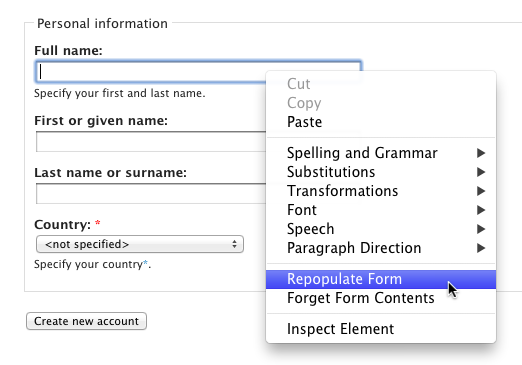 Personal information
Full name:
Specify your first and last name.
First or given name:
Last name or surname:
Country: *
<not specified>
Specify your country*.
Create new account
Cut
Copy
Paste
Spelling and Grammar
Substitutions
Transformations
Font
Speech
Paragraph Direction
Repopulate Form
Forget Form Contents
Inspect Element